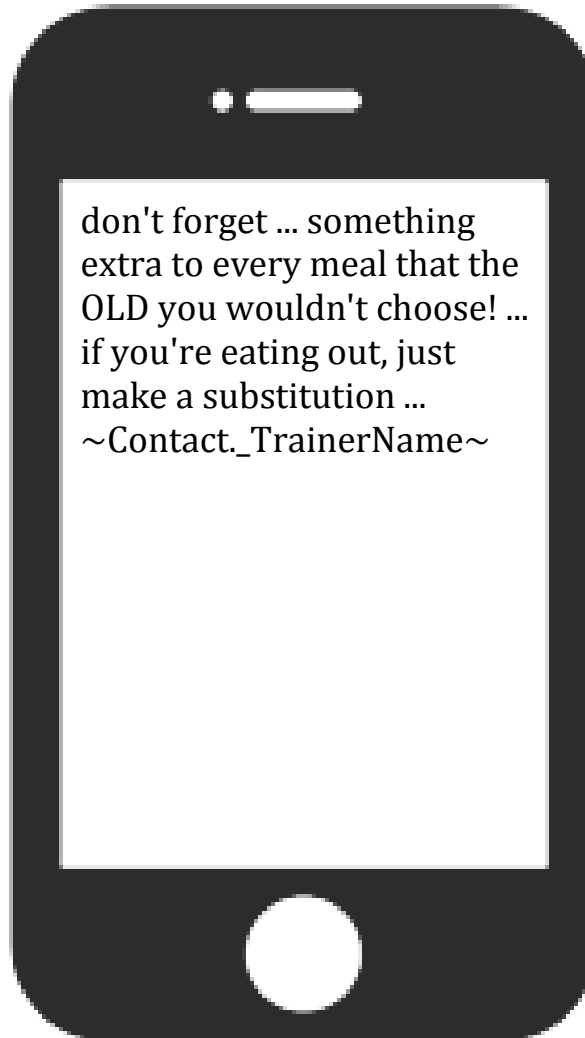 don't forget ... something
extra to every meal that the
OLD you wouldn't choose! ...
if you're eating out, just
make a substitution ...
~Contact._TrainerName~